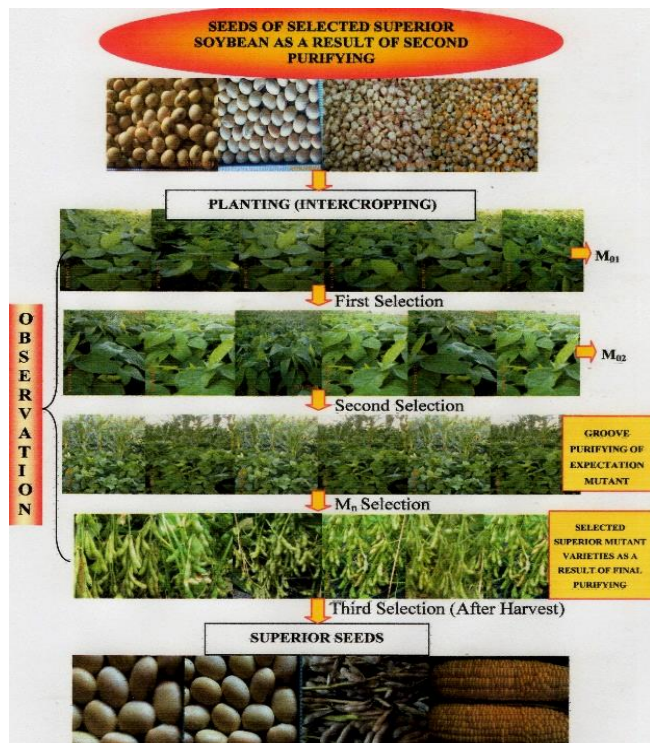 SEEDS OF SELECTED SUPERIOR
SOYBEAN AS A RESULT OF SECOND
PURIFYING
PLANTING (INTERCROPPING)
M₀₁
First Selection
OBSERVATION
M₀₂
Second Selection
GROOVE
PURIFYING OF
EXPECTATION
MUTANT
Mₙ Selection
SELECTED
SUPERIOR MUTANT
VARIETIES AS A
RESULT OF FINAL
PURIFYING
Third Selection (After Harvest)
SUPERIOR SEEDS